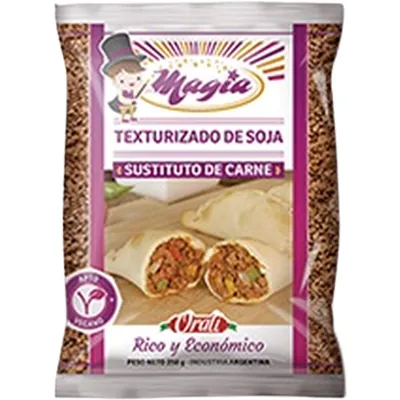 Magia
TEXTURIZADO DE SOJA
SUSTITUTO DE CARNE
APTO
VEGANO
Orali
Rico y Económico
PESO NETO 250 g - INDUSTRIA ARGENTINA